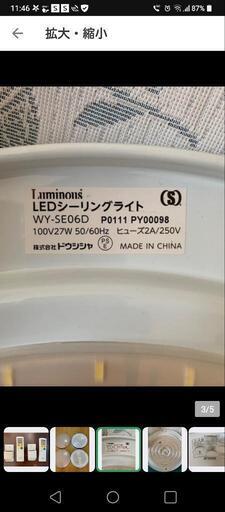 11:46
87%
拡大・縮小
Luminous
LEDシーリングライト
WY-SE06D P0111 PY00098
100V27W 50/60Hz ヒューズ2A/250V
株式会社ドウシシャ PSE MADE IN CHINA
3/5